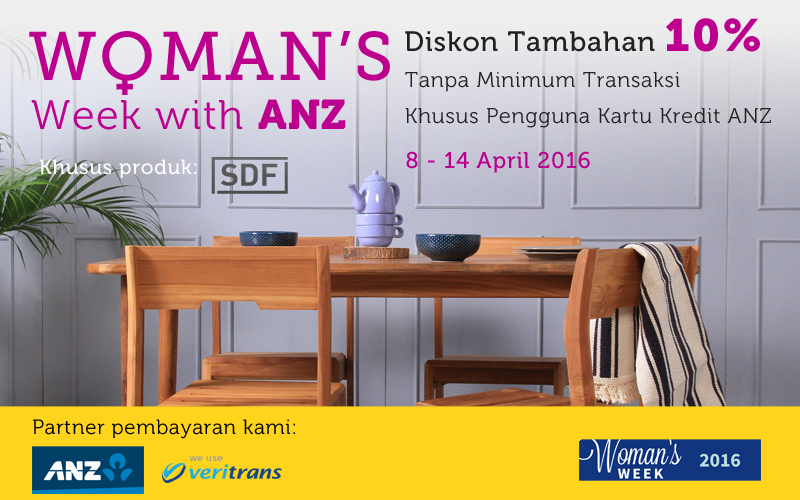 WOMAN'S
Week with ANZ
Khusus produk: SDF
Diskon Tambahan 10%
Tanpa Minimum Transaksi
Khusus Pengguna Kartu Kredit ANZ
8 - 14 April 2016
Partner pembayaran kami:
ANZ
we use
veritrans
Woman's
WEEK 2016